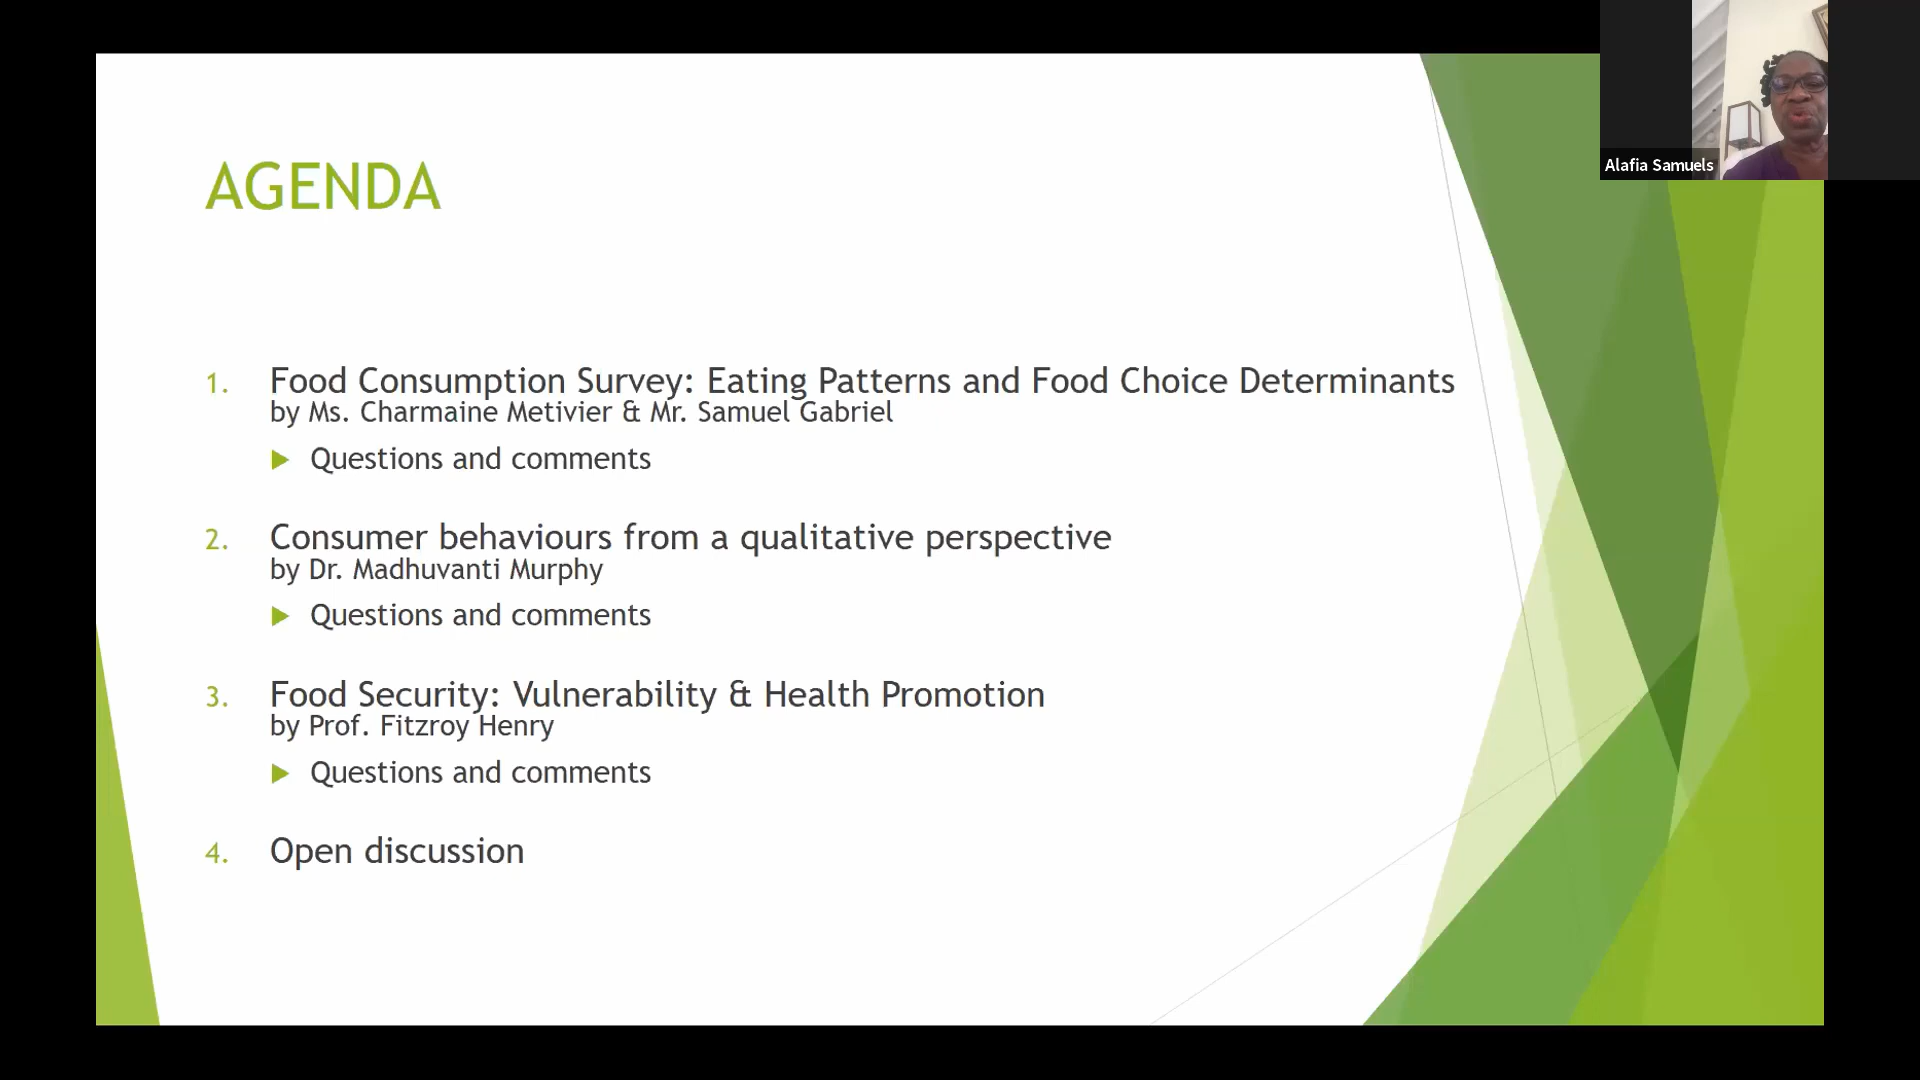 Alafia Samuels
AGENDA
1. Food Consumption Survey: Eating Patterns and Food Choice Determinants
by Ms. Charmaine Metivier & Mr. Samuel Gabriel
Questions and comments
2. Consumer behaviours from a qualitative perspective
by Dr. Madhuvanti Murphy
Questions and comments
3. Food Security: Vulnerability & Health Promotion
by Prof. Fitzroy Henry
Questions and comments
4. Open discussion